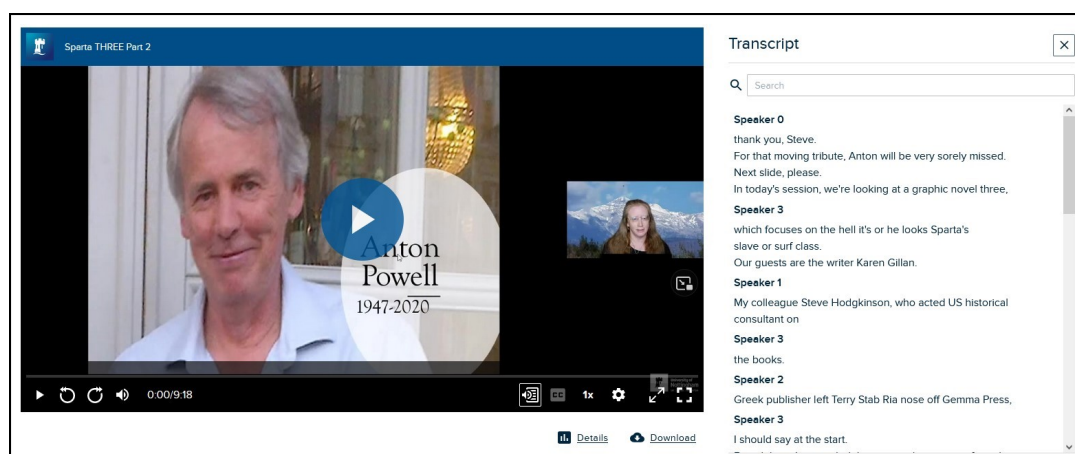 Sparta THREE Part 2
Anton
Powell
1947-2020
0:00/9:18
CC
1x
Details
Download
Transcript
Search
Speaker 0
thank you, Steve.
For that moving tribute, Anton will be very sorely missed.
Next slide, please.
In today's session, we're looking at a graphic novel three,
Speaker 3
which focuses on the hell it's or he looks Sparta's
slave or surf class.
Our guests are the writer Karen Gillan.
Speaker 1
My colleague Steve Hodgkinson, who acted US historical
consultant on
Speaker 3
the books.
Speaker 2
Greek publisher left Terry Stab Ria nose off Gemma Press,
Speaker 3
I should say at the start.